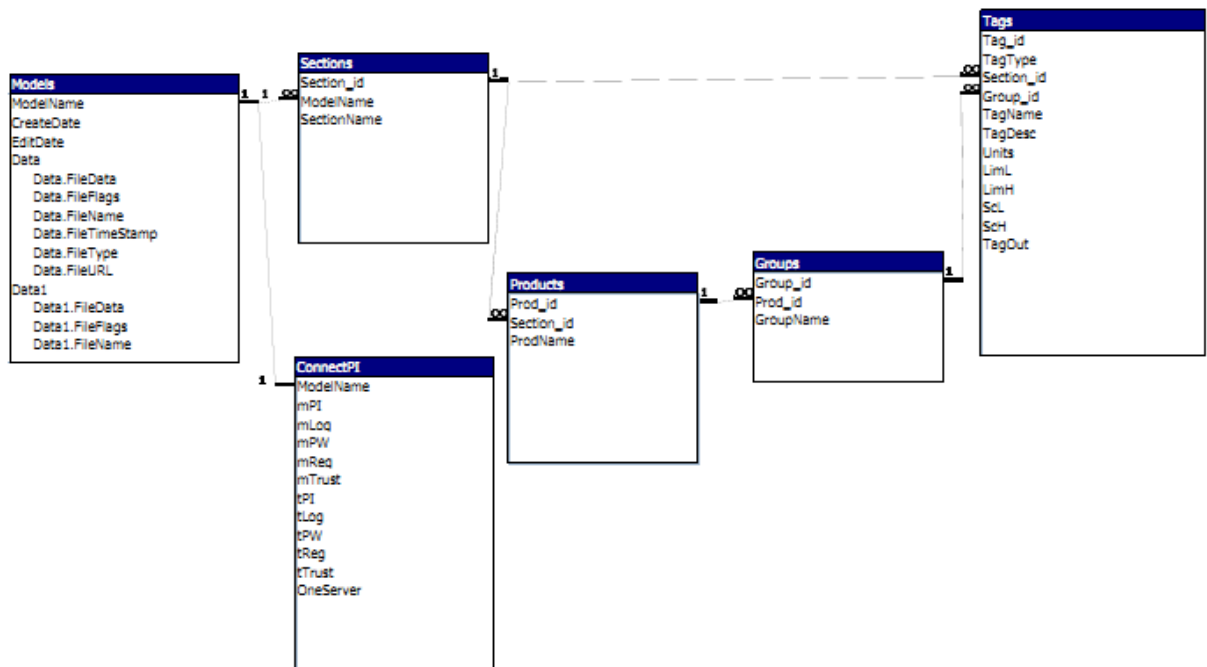 Models
ModelName
CreateDate
EditDate
Data
Data.FileData
Data.FileFlags
Data.FileName
Data.FileTimeStamp
Data.FileType
Data.FileURL
Data1
Data1.FileData
Data1.FileFlags
Data1.FileName
1
1
∞
Sections
Section_id
ModelName
SectionName
1
1
ConnectPI
ModelName
mPI
mLog
mPW
mReg
mTrust
tPI
tLog
tPW
tReg
tTrust
OneServer
∞
Products
Prod_id
Section_id
ProdName
1
∞
Groups
Group_id
Prod_id
GroupName
1
∞
∞
Tags
Tag_id
TagType
Section_id
Group_id
TagName
TagDesc
Units
LimL
LimH
ScL
ScH
TagOut